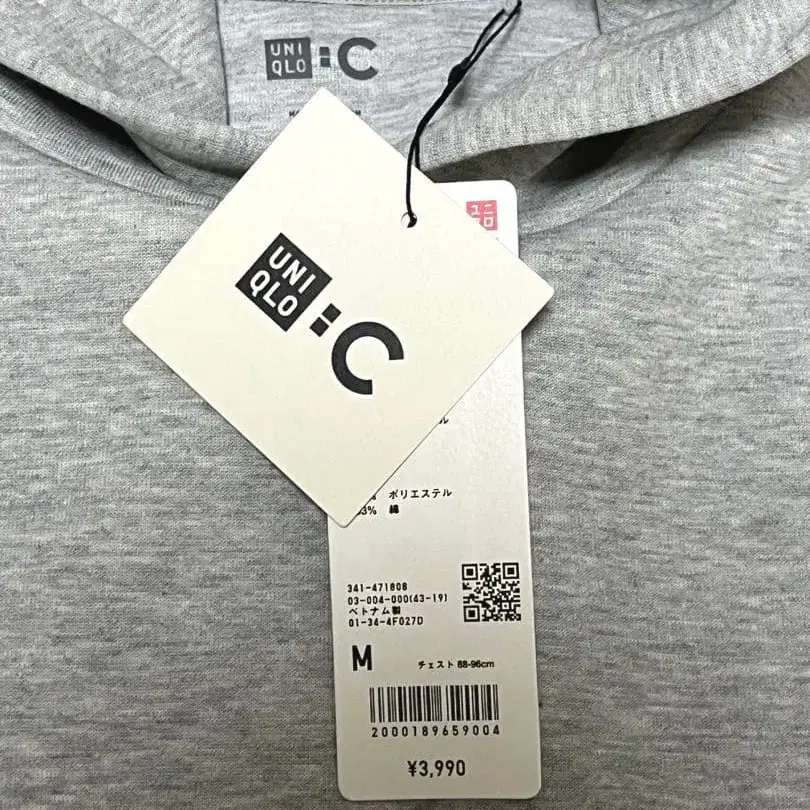 UNI
QLO : C
ユニ
クロ
UNI
QLO : C
ポリエステル
綿
341-471808
03-004-000(43-19)
ベトナム製
01-34-4F027D
M チェスト 88-96cm
2000189659004
¥3,990